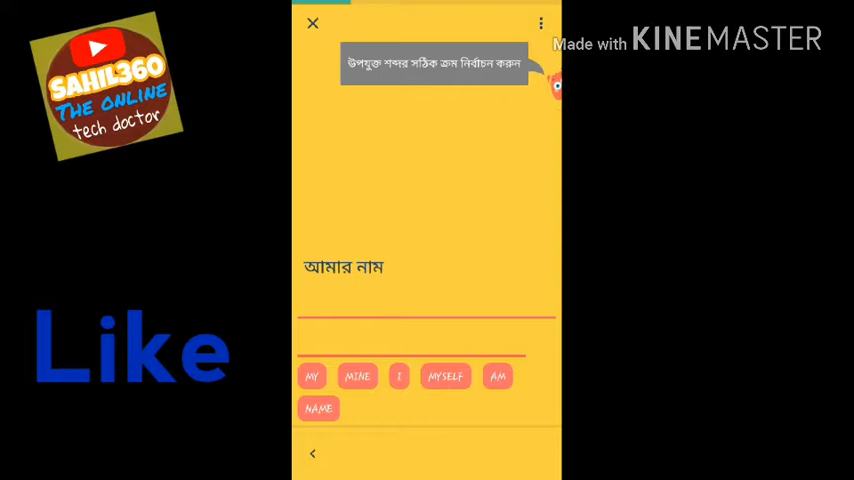 Made with KINEMASTER
SAHIL360
THE ONLINE
tech doctor
উপযুক্ত শব্দর সঠিক ক্রম নির্বাচন করুন
আমার নাম
Like
MY MINE I MYSELF AM
NAME